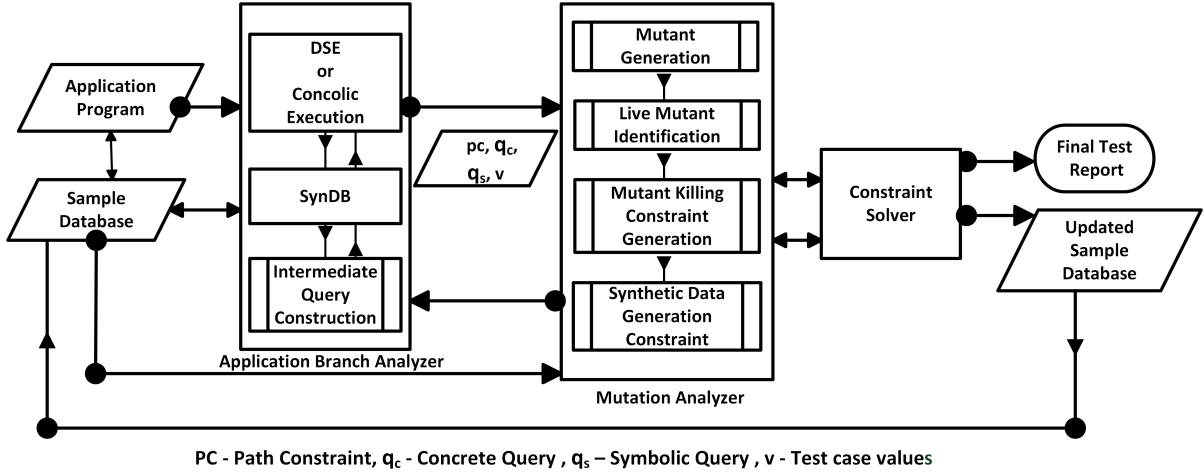 Application
Program
Sample
Database
DSE
or
Concolic
Execution
SynDB
Intermediate
Query
Construction
Application Branch Analyzer
pc, qc,
qs, v
Mutant
Generation
Live Mutant
Identification
Mutant Killing
Constraint
Generation
Synthetic Data
Generation
Constraint
Mutation Analyzer
Constraint
Solver
Final Test
Report
Updated
Sample
Database
PC - Path Constraint, qc - Concrete Query , qs – Symbolic Query , v - Test case values